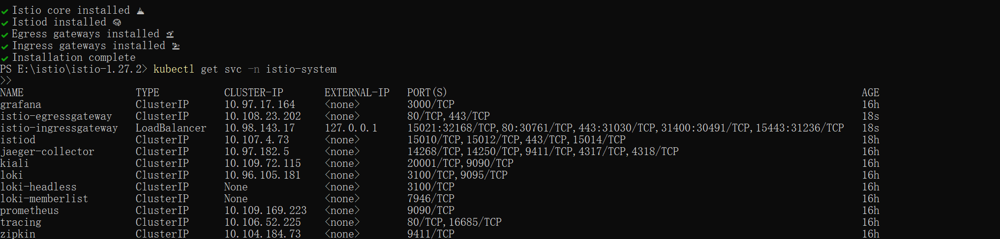 ✔ Istio core installed ⛵
✔ Istiod installed 🧠
✔ Egress gateways installed 🛫
✔ Ingress gateways installed 🛬
✔ Installation complete
PS E:\istio\istio-1.27.2> kubectl get svc -n istio-system
>>
NAME TYPE CLUSTER-IP EXTERNAL-IP PORT(S) AGE
grafana ClusterIP 10.97.17.164 <none> 3000/TCP 16h
istio-egressgateway ClusterIP 10.108.23.202 <none> 80/TCP,443/TCP 18s
istio-ingressgateway LoadBalancer 10.98.143.17 127.0.0.1 15021:32168/TCP,80:30761/TCP,443:31030/TCP,31400:30491/TCP,15443:31236/TCP 18s
istiod ClusterIP 10.107.4.73 <none> 15010/TCP,15012/TCP,443/TCP,15014/TCP 18h
jaeger-collector ClusterIP 10.97.182.5 <none> 14268/TCP,14250/TCP,9411/TCP,4317/TCP,4318/TCP 16h
kiali ClusterIP 10.109.72.115 <none> 20001/TCP,9090/TCP 16h
loki ClusterIP 10.96.105.181 <none> 3100/TCP,9095/TCP 16h
loki-headless ClusterIP None <none> 3100/TCP 16h
loki-memberlist ClusterIP None <none> 7946/TCP 16h
prometheus ClusterIP 10.109.169.223 <none> 9090/TCP 16h
tracing ClusterIP 10.106.52.225 <none> 80/TCP,16685/TCP 16h
zipkin ClusterIP 10.104.184.73 <none> 9411/TCP 16h